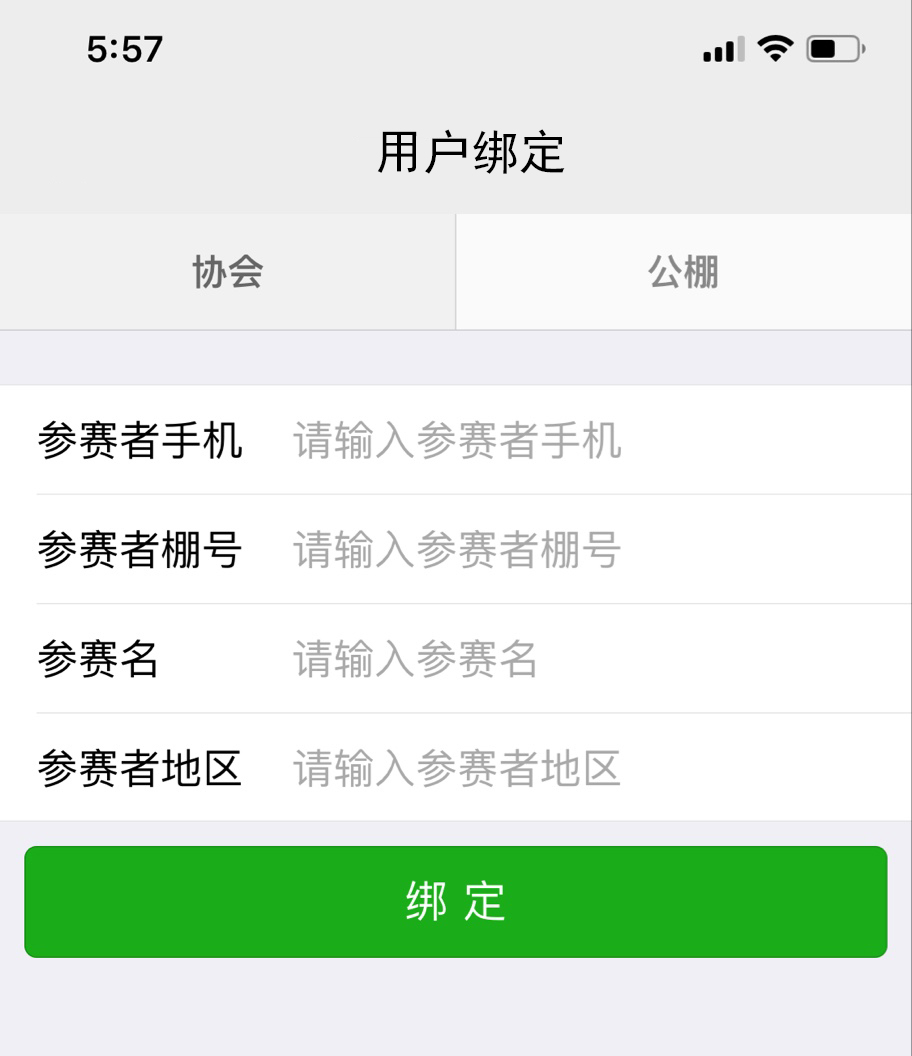 5:57
用户绑定
协会
公棚
参赛者手机 请输入参赛者手机
参赛者棚号 请输入参赛者棚号
参赛名 请输入参赛名
参赛者地区 请输入参赛者地区
绑 定